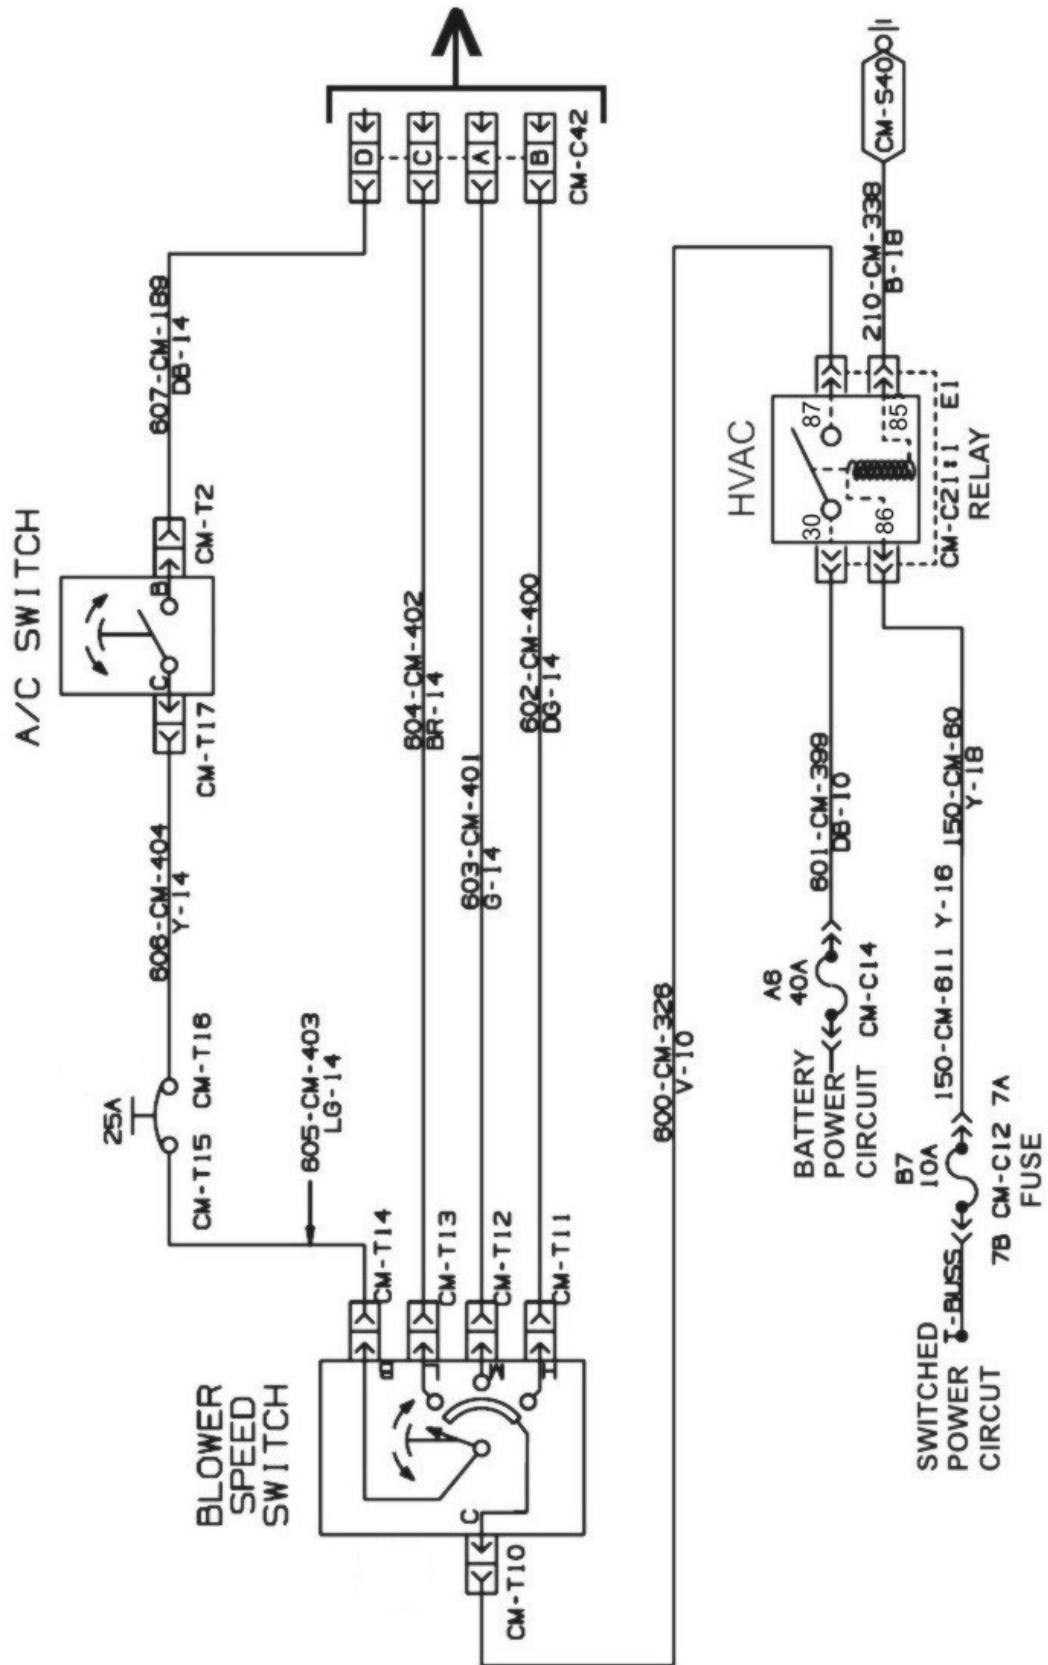 A/C SWITCH
C
B
CM-T17
CM-T2
25A
CM-T15
CM-T16
606-CM-404
Y-14
607-CM-189
DB-14
605-CM-403
LG-14
BLOWER
SPEED
SWITCH
C
B
L
M
H
CM-T10
CM-T14
CM-T13
CM-T12
CM-T11
604-CM-402
BR-14
603-CM-401
G-14
602-CM-400
DG-14
D
C
A
B
CM-C42
600-CM-326
V-10
HVAC
30
87
86
85
CM-C21:1 E1
RELAY
BATTERY
POWER
CIRCUIT
A6
40A
CM-C14
601-CM-399
DB-10
210-CM-338
B-18
CM-S40
SWITCHED
POWER
CIRCUT
T-BUSS
B7
10A
7B CM-C12 7A
FUSE
150-CM-611 Y-16
150-CM-60
Y-18